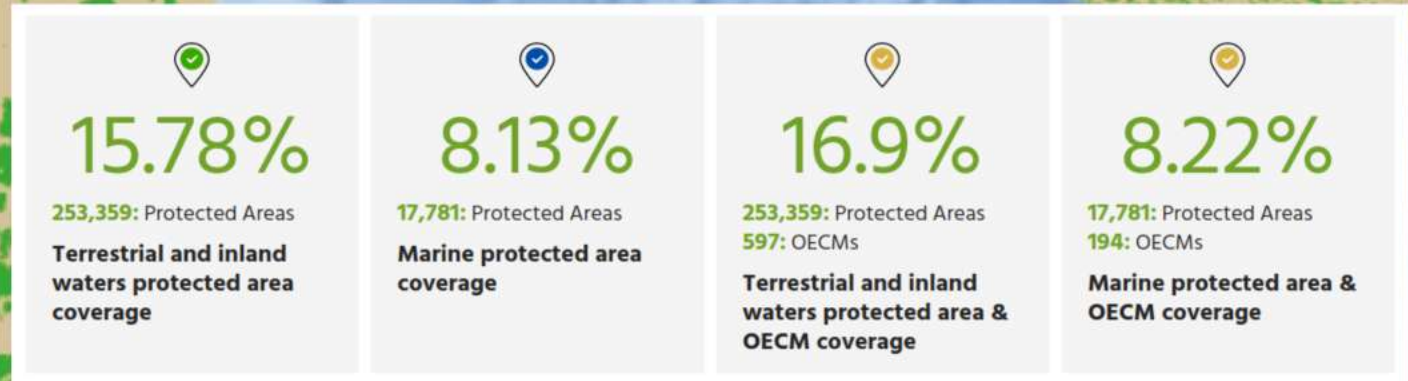 15.78%
253,359: Protected Areas
Terrestrial and inland
waters protected area
coverage
8.13%
17,781: Protected Areas
Marine protected area
coverage
16.9%
253,359: Protected Areas
597: OECMs
Terrestrial and inland
waters protected area &
OECM coverage
8.22%
17,781: Protected Areas
194: OECMs
Marine protected area &
OECM coverage